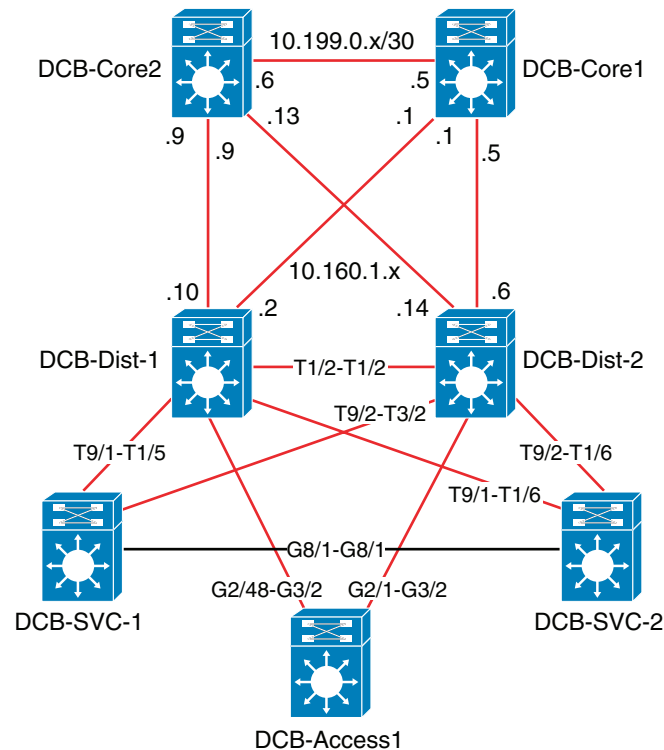 10.199.0.x/30
DCB-Core2
DCB-Core1
.6
.5
.13
.1
.9
.9
.1
.5
10.160.1.x
.10
.2
.14
.6
DCB-Dist-1
T1/2-T1/2
DCB-Dist-2
T9/2-T3/2
T9/1-T1/5
T9/2-T1/6
T9/1-T1/6
G8/1-G8/1
G2/48-G3/2
G2/1-G3/2
DCB-SVC-1
DCB-SVC-2
DCB-Access1